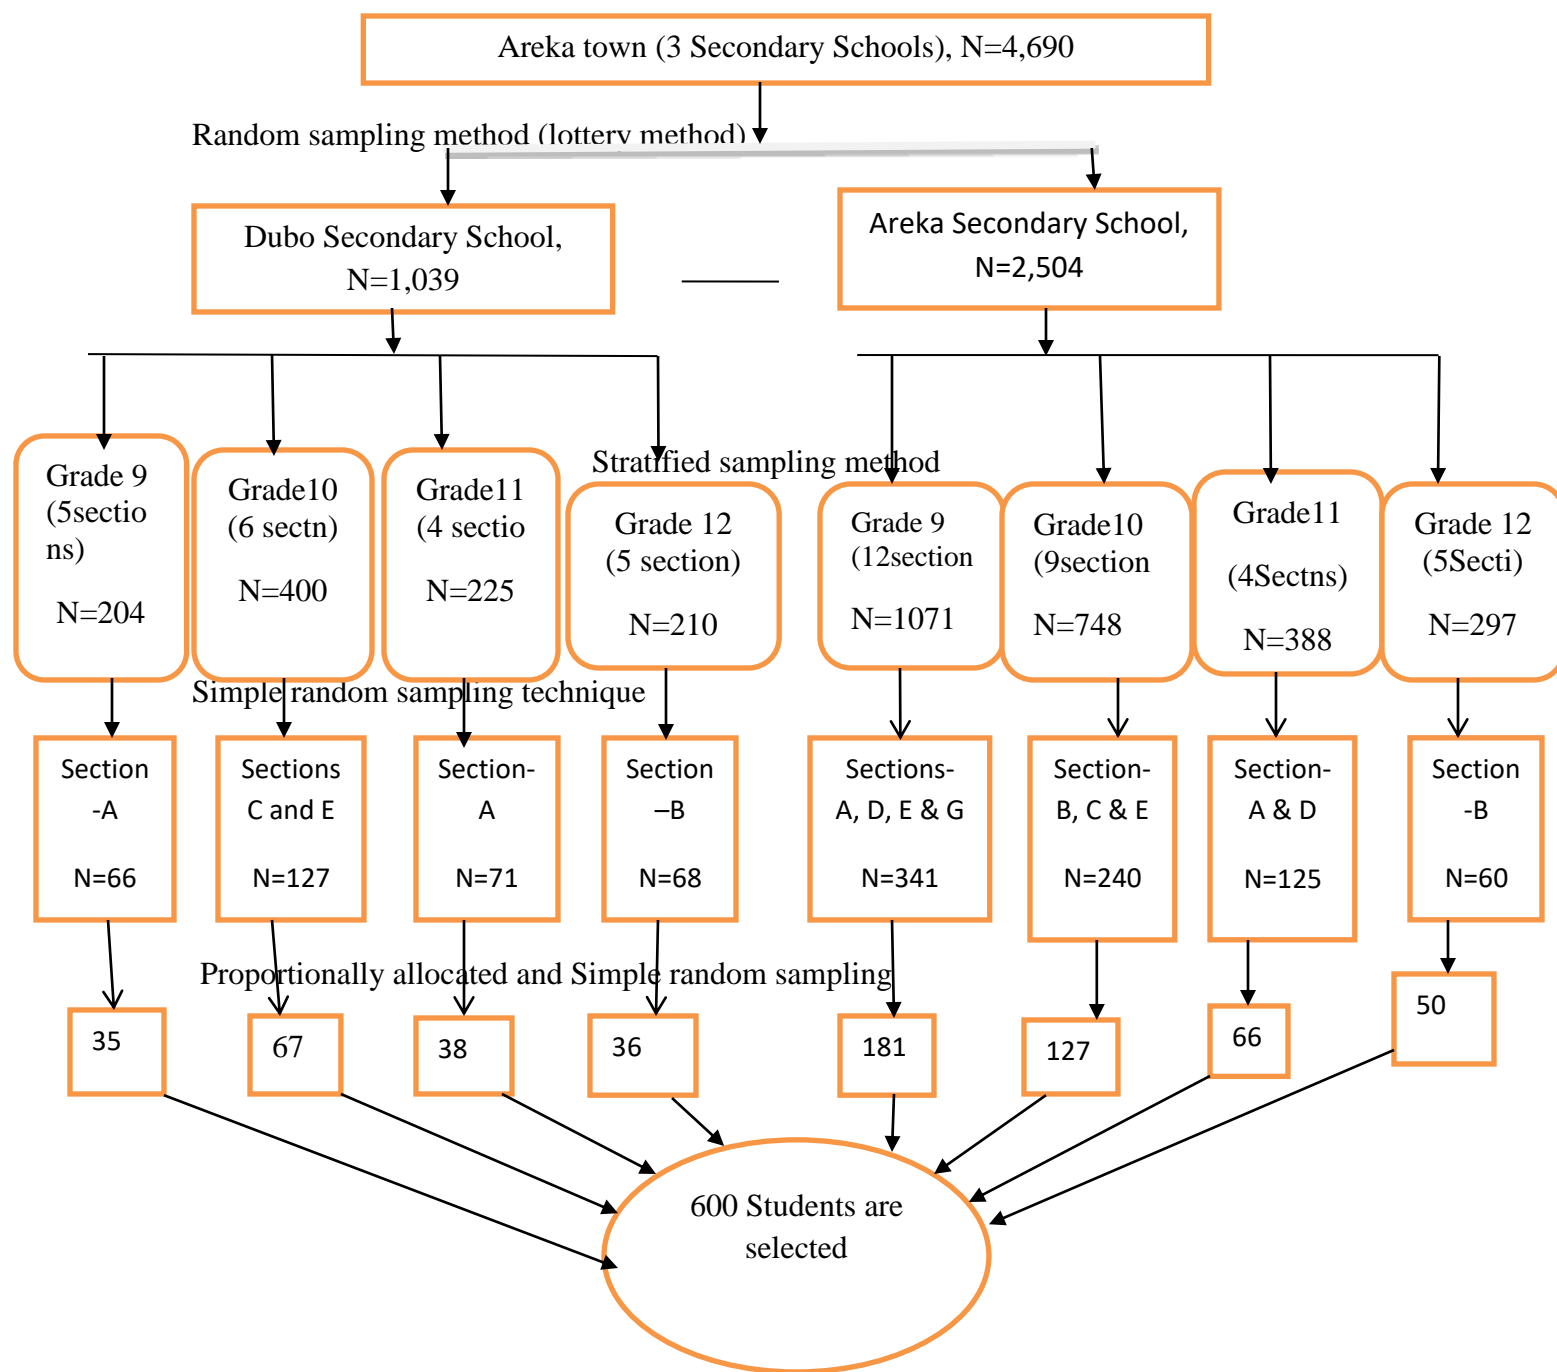 Areka town (3 Secondary Schools), N=4,690
Random sampling method (lottery method)
Dubo Secondary School,
N=1,039
Areka Secondary School,
N=2,504
Stratified sampling method
Grade 9
(5sectio
ns)
N=204
Grade10
(6 sectn)
N=400
Grade11
(4 sectio
N=225
Grade 12
(5 section)
N=210
Grade 9
(12section
N=1071
Grade10
(9section
N=748
Grade11
(4Sectns)
N=388
Grade 12
(5Secti)
N=297
Simple random sampling technique
Section
-A
N=66
Sections
C and E
N=127
Section-
A
N=71
Section
–B
N=68
Sections-
A, D, E & G
N=341
Section-
B, C & E
N=240
Section-
A & D
N=125
Section
-B
N=60
Proportionally allocated and Simple random sampling
35
67
38
36
181
127
66
50
600 Students are
selected